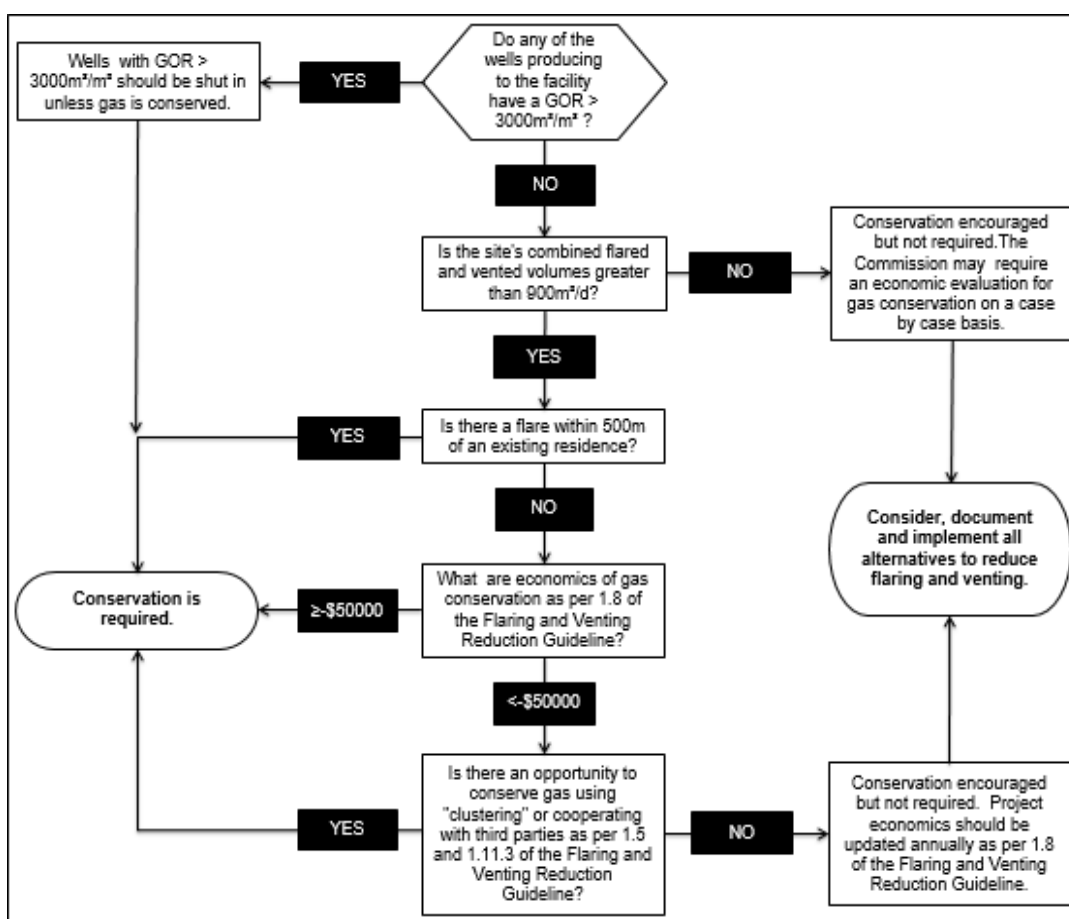 Do any of the
wells producing
to the facility
have a GOR >
3000m³/m³ ?
YES
Wells with GOR >
3000m³/m³ should be shut in
unless gas is conserved.
NO
Is the site's combined flared
and vented volumes greater
than 900m³/d?
NO
Conservation encouraged
but not required.The
Commission may require
an economic evaluation for
gas conservation on a case
by case basis.
YES
Is there a flare within 500m
of an existing residence?
YES
NO
Consider, document
and implement all
alternatives to reduce
flaring and venting.
What are economics of gas
conservation as per 1.8 of
the Flaring and Venting
Reduction Guideline?
≥-$50000
Conservation is
required.
<-$50000
Is there an opportunity to
conserve gas using
"clustering" or cooperating
with third parties as per 1.5
and 1.11.3 of the Flaring and
Venting Reduction
Guideline?
YES
NO
Conservation encouraged
but not required. Project
economics should be
updated annually as per 1.8
of the Flaring and Venting
Reduction Guideline.